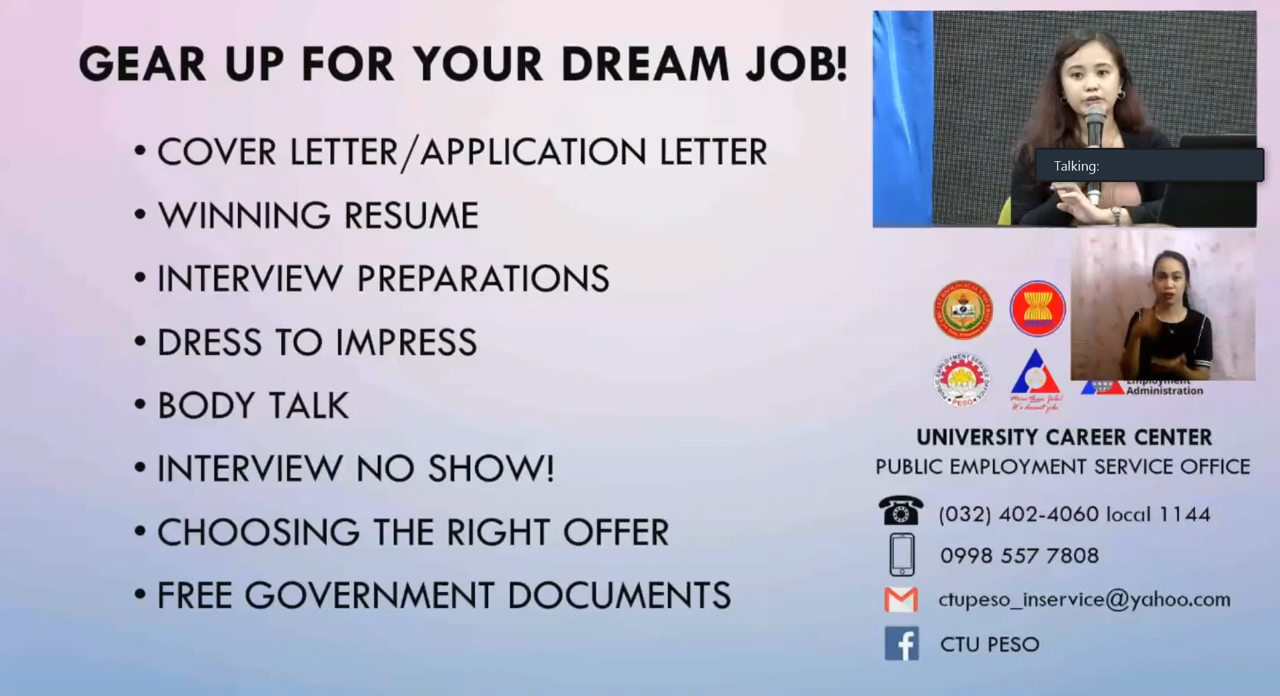 GEAR UP FOR YOUR DREAM JOB!
• COVER LETTER/APPLICATION LETTER
• WINNING RESUME
• INTERVIEW PREPARATIONS
• DRESS TO IMPRESS
• BODY TALK
• INTERVIEW NO SHOW!
• CHOOSING THE RIGHT OFFER
• FREE GOVERNMENT DOCUMENTS
Talking:
PESO
Employment
Administration
UNIVERSITY CAREER CENTER
PUBLIC EMPLOYMENT SERVICE OFFICE
(032) 402-4060 local 1144
0998 557 7808
ctupeso_inservice@yahoo.com
CTU PESO